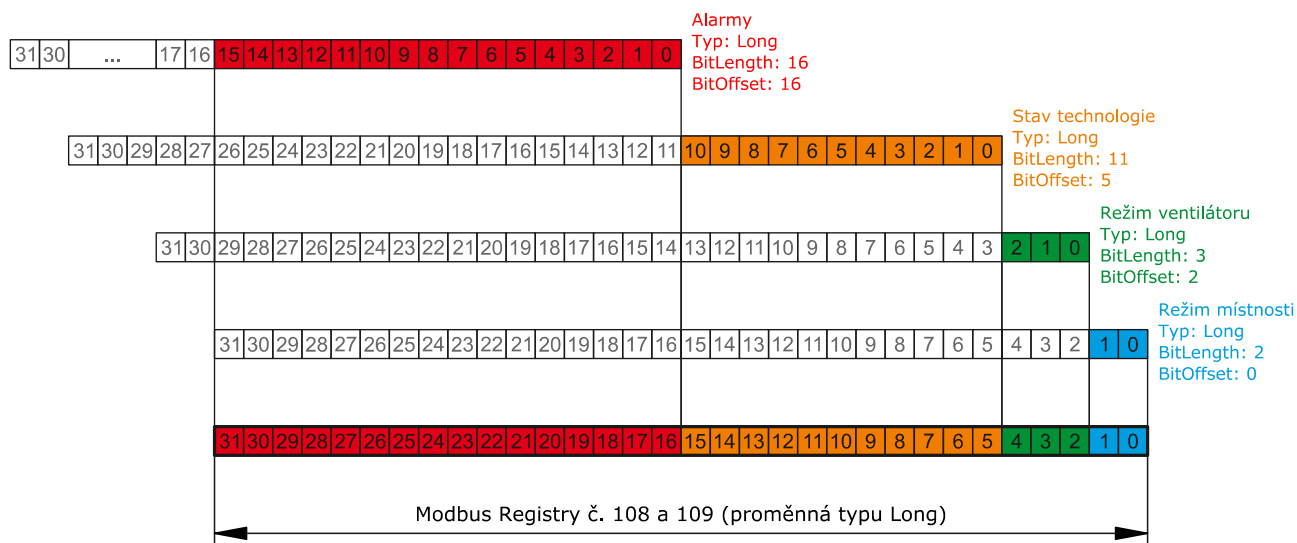 Alarmy
Typ: Long
BitLength: 16
BitOffset: 16
31 30 ... 17 16 15 14 13 12 11 10 9 8 7 6 5 4 3 2 1 0
Stav technologie
Typ: Long
BitLength: 11
BitOffset: 5
31 30 29 28 27 26 25 24 23 22 21 20 19 18 17 16 15 14 13 12 11 10 9 8 7 6 5 4 3 2 1 0
Režim ventilátoru
Typ: Long
BitLength: 3
BitOffset: 2
31 30 29 28 27 26 25 24 23 22 21 20 19 18 17 16 15 14 13 12 11 10 9 8 7 6 5 4 3 2 1 0
Režim místnosti
Typ: Long
BitLength: 2
BitOffset: 0
31 30 29 28 27 26 25 24 23 22 21 20 19 18 17 16 15 14 13 12 11 10 9 8 7 6 5 4 3 2 1 0
31 30 29 28 27 26 25 24 23 22 21 20 19 18 17 16 15 14 13 12 11 10 9 8 7 6 5 4 3 2 1 0
Modbus Registry č. 108 a 109 (proměnná typu Long)